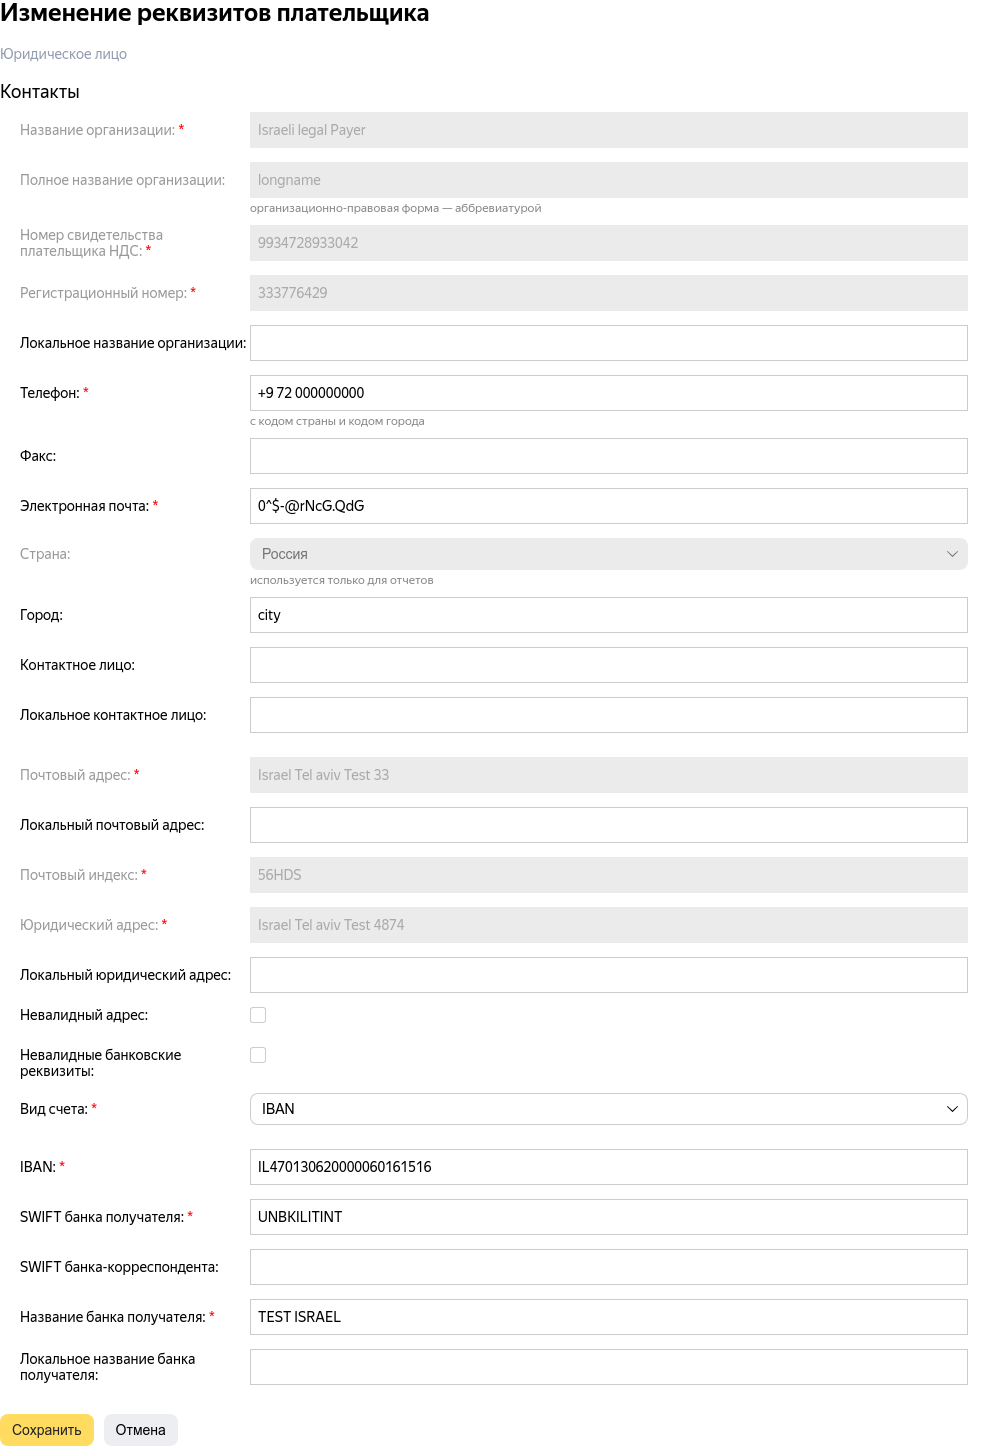 Изменение реквизитов плательщика
Юридическое лицо
Контакты
Название организации: * Israeli legal Payer
Полное название организации: longname
организационно-правовая форма — аббревиатурой
Номер свидетельства
плательщика НДС: * 9934728933042
Регистрационный номер: * 333776429
Локальное название организации:
Телефон: * +9 72 000000000
с кодом страны и кодом города
Факс:
Электронная почта: * 0^$-@rNcG.QdG
Страна: Россия
используется только для отчетов
Город: city
Контактное лицо:
Локальное контактное лицо:
Почтовый адрес: * Israel Tel aviv Test 33
Локальный почтовый адрес:
Почтовый индекс: * 56HDS
Юридический адрес: * Israel Tel aviv Test 4874
Локальный юридический адрес:
Невалидный адрес:
Невалидные банковские
реквизиты:
Вид счета: * IBAN
IBAN: * IL470130620000060161516
SWIFT банка получателя: * UNBKILITINT
SWIFT банка-корреспондента:
Название банка получателя: * TEST ISRAEL
Локальное название банка
получателя:
Сохранить Отмена